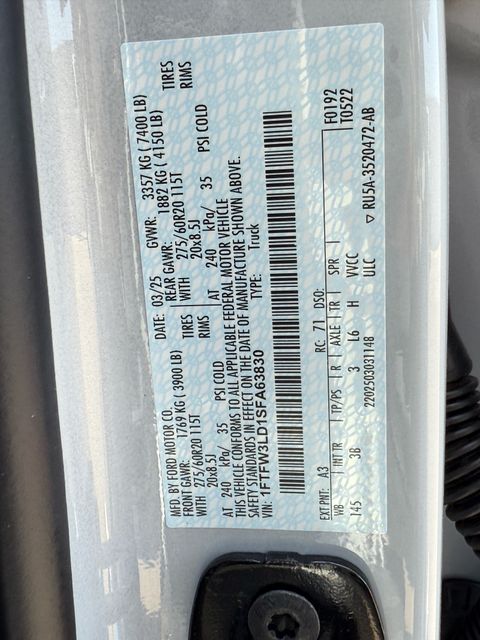 MFD. BY FORD MOTOR CO.
DATE: 03/25 GVWR: 3357 KG ( 7400 LB)
FRONT GAWR: 1769 KG (3900 LB)
REAR GAWR: 1882 KG ( 4150 LB)
WITH 275/60R20 115T TIRES
WITH 275/60R20 115T TIRES
20x8.5J RIMS
20x8.5J RIMS
AT 240 kPa/ 35 PSI COLD
AT 240 kPa/ 35 PSI COLD
THIS VEHICLE CONFORMS TO ALL APPLICABLE FEDERAL MOTOR VEHICLE
SAFETY STANDARDS IN EFFECT ON THE DATE OF MANUFACTURE SHOWN ABOVE.
VIN: 1FTFW3LD1SFA63830
TYPE: Truck
F0192
T0522
EXT PNT: A3 RC: 71 DSO:
WB INT TR TP/PS R AXLE TR SPR
145 3B 3 L6 H VVCC
2202503031148 ULC
▽ RU5A-3520472-AB